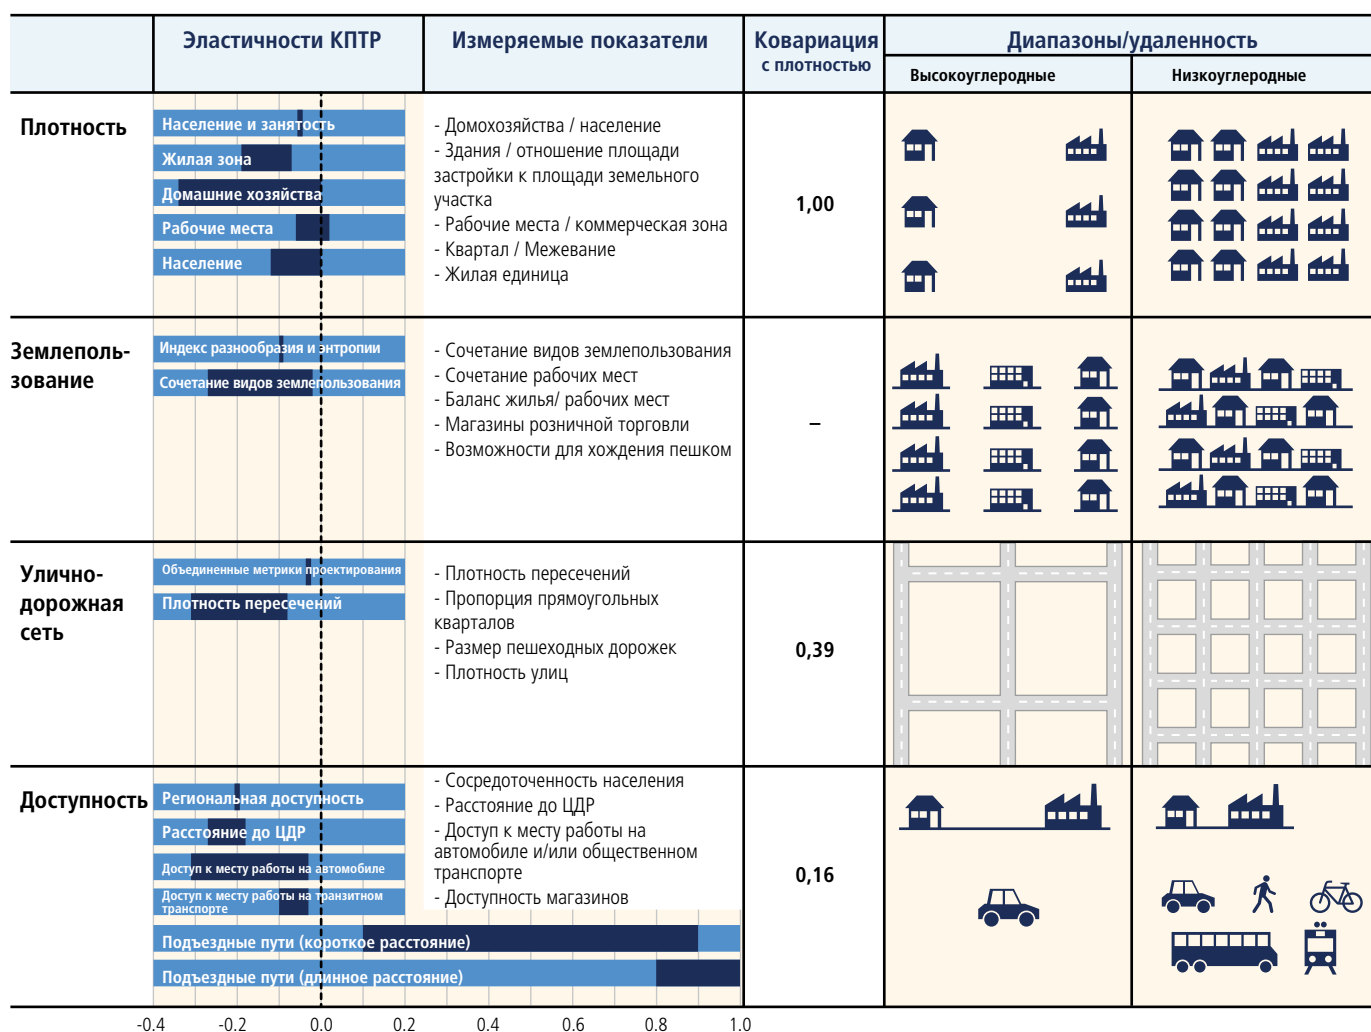 Эластичности КПТР
Измеряемые показатели
Ковариация
с плотностью
Диапазоны/удаленность
Высокоуглеродные
Низкоуглеродные
Плотность
Население и занятость
Жилая зона
Домашние хозяйства
Рабочие места
Население
- Домохозяйства / население
- Здания / отношение площади
застройки к площади земельного
участка
- Рабочие места / коммерческая зона
- Квартал / Межевание
- Жилая единица
1,00
Землеполь-
зование
Индекс разнообразия и энтропии
Сочетание видов землепользования
- Сочетание видов землепользования
- Сочетание рабочих мест
- Баланс жилья/ рабочих мест
- Магазины розничной торговли
- Возможности для хождения пешком
–
Улично-
дорожная
сеть
Объединенные метрики проектирования
Плотность пересечений
- Плотность пересечений
- Пропорция прямоугольных
кварталов
- Размер пешеходных дорожек
- Плотность улиц
0,39
Доступность
Региональная доступность
Расстояние до ЦДР
Доступ к месту работы на автомобиле
Доступ к месту работы на транзитном
транспорте
Подъездные пути (короткое расстояние)
Подъездные пути (длинное расстояние)
- Сосредоточенность населения
- Расстояние до ЦДР
- Доступ к месту работы на
автомобиле и/или общественном
транспорте
- Доступность магазинов
0,16
-0.4 -0.2 0.0 0.2 0.4 0.6 0.8 1.0